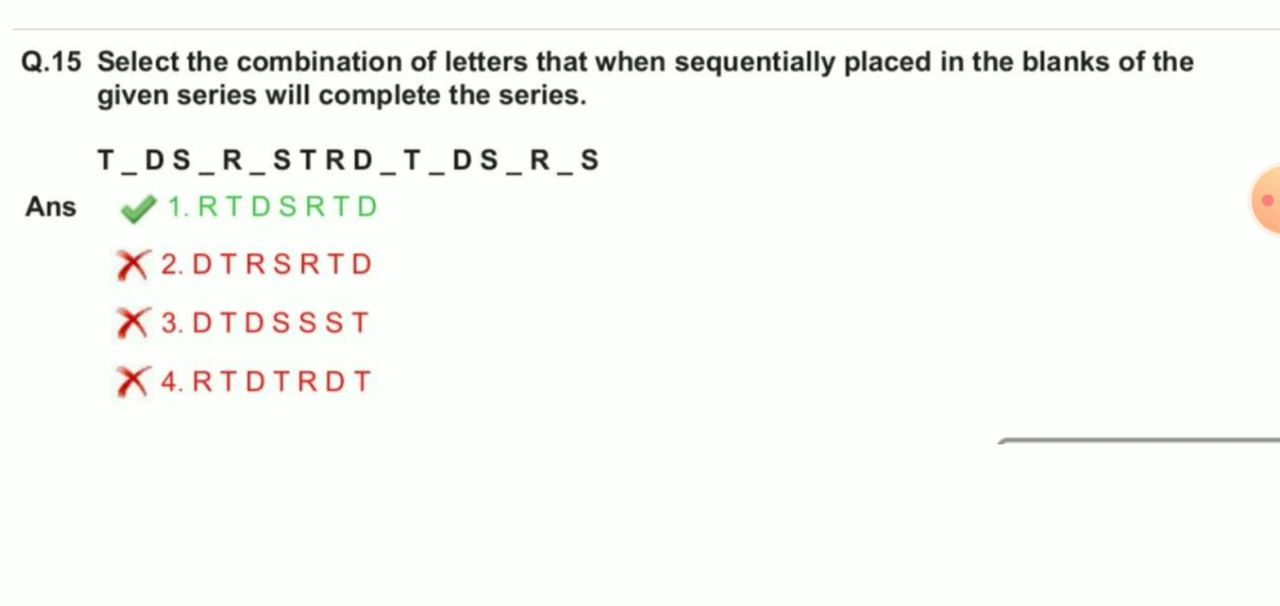 Q.15 Select the combination of letters that when sequentially placed in the blanks of the
given series will complete the series.
T _ D S _ R _ S T R D _ T _ D S _ R _ S
Ans 1. R T D S R T D
2. D T R S R T D
3. D T D S S S T
4. R T D T R D T